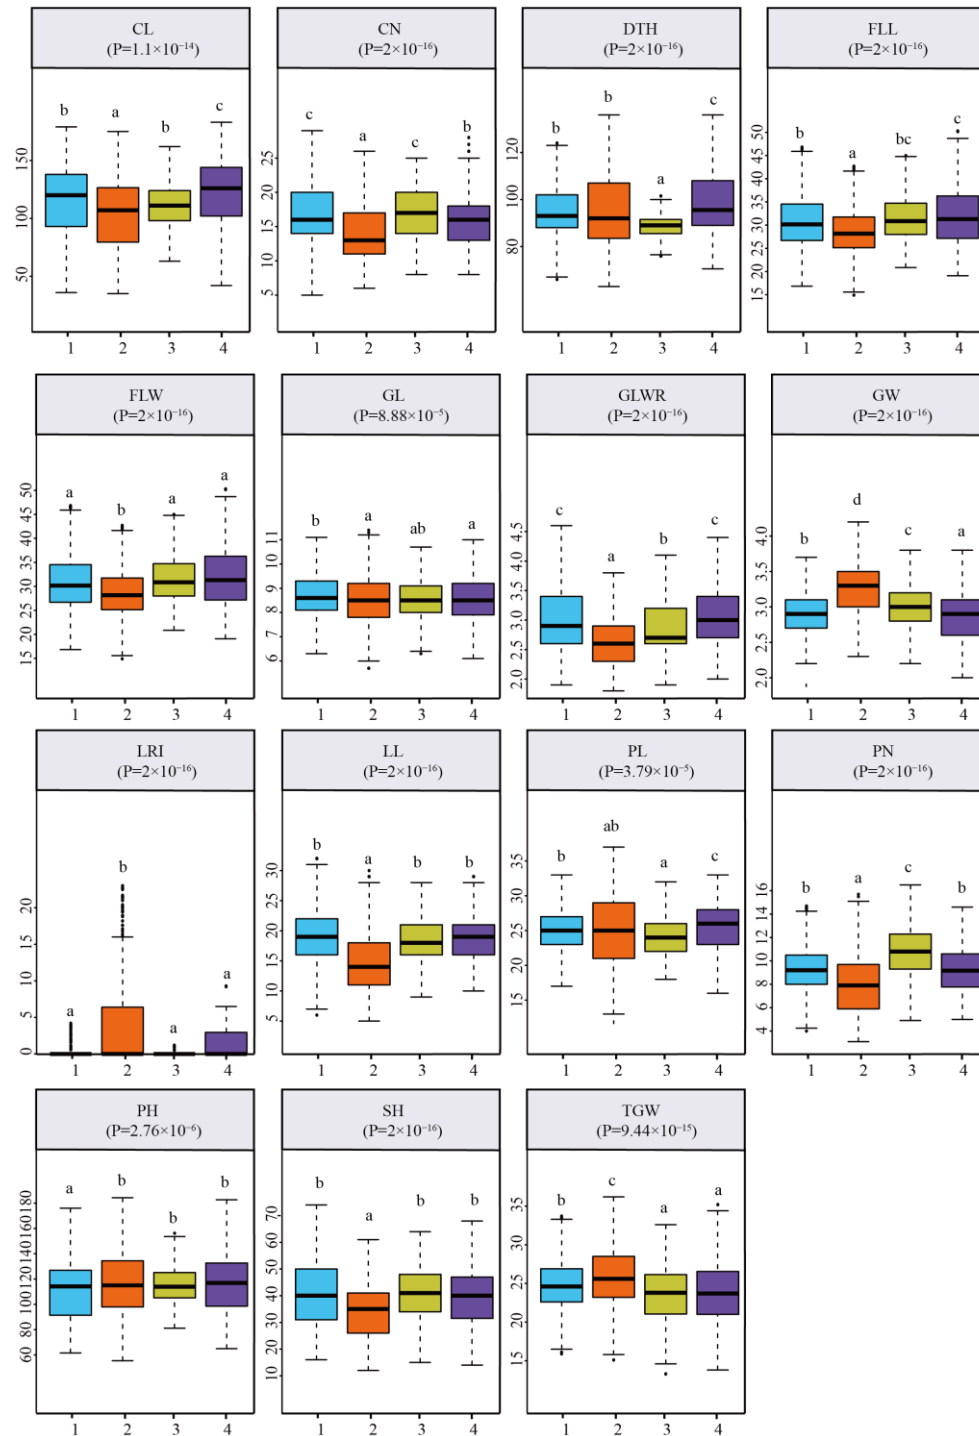 CL
(P=1.1×10⁻¹⁴)
b a b c
150
100
50
1 2 3 4
CN
(P=2×10⁻¹⁶)
c a c b
25
20
15
10
5
1 2 3 4
DTH
(P=2×10⁻¹⁶)
b b a c
120
100
80
1 2 3 4
FLL
(P=2×10⁻¹⁶)
b a bc c
50
45
40
35
30
25
20
15
1 2 3 4
FLW
(P=2×10⁻¹⁶)
a b a a
50
45
40
35
30
25
20
15
1 2 3 4
GL
(P=8.88×10⁻⁵)
b a ab a
11
10
9
8
7
6
1 2 3 4
GLWR
(P=2×10⁻¹⁶)
c a b c
4.5
4.0
3.5
3.0
2.5
2.0
1 2 3 4
GW
(P=2×10⁻¹⁶)
b d c a
4.0
3.5
3.0
2.5
2.0
1 2 3 4
LRI
(P=2×10⁻¹⁶)
a b a a
20
15
10
5
0
1 2 3 4
LL
(P=2×10⁻¹⁶)
b a b b
30
25
20
15
10
5
1 2 3 4
PL
(P=3.79×10⁻⁵)
b ab a c
35
30
25
20
15
1 2 3 4
PN
(P=2×10⁻¹⁶)
b a c b
16
14
12
10
8
6
4
1 2 3 4
PH
(P=2.76×10⁻⁶)
a b b b
180
160
140
120
100
80
60
1 2 3 4
SH
(P=2×10⁻¹⁶)
b a b b
70
60
50
40
30
20
10
1 2 3 4
TGW
(P=9.44×10⁻¹⁵)
b c a a
35
30
25
20
15
1 2 3 4